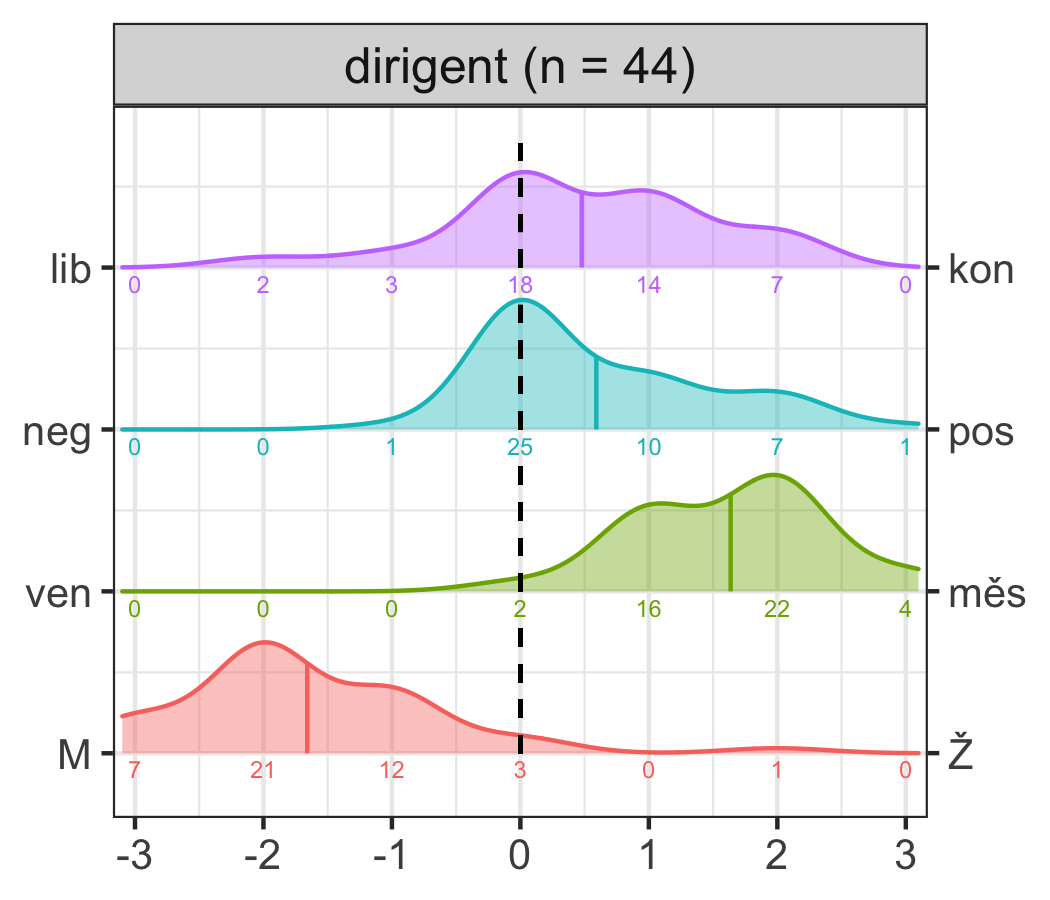 dirigent (n = 44)
lib kon
0 2 3 18 14 7 0
neg pos
0 0 1 25 10 7 1
ven měs
0 0 0 2 16 22 4
M Ž
7 21 12 3 0 1 0
-3 -2 -1 0 1 2 3